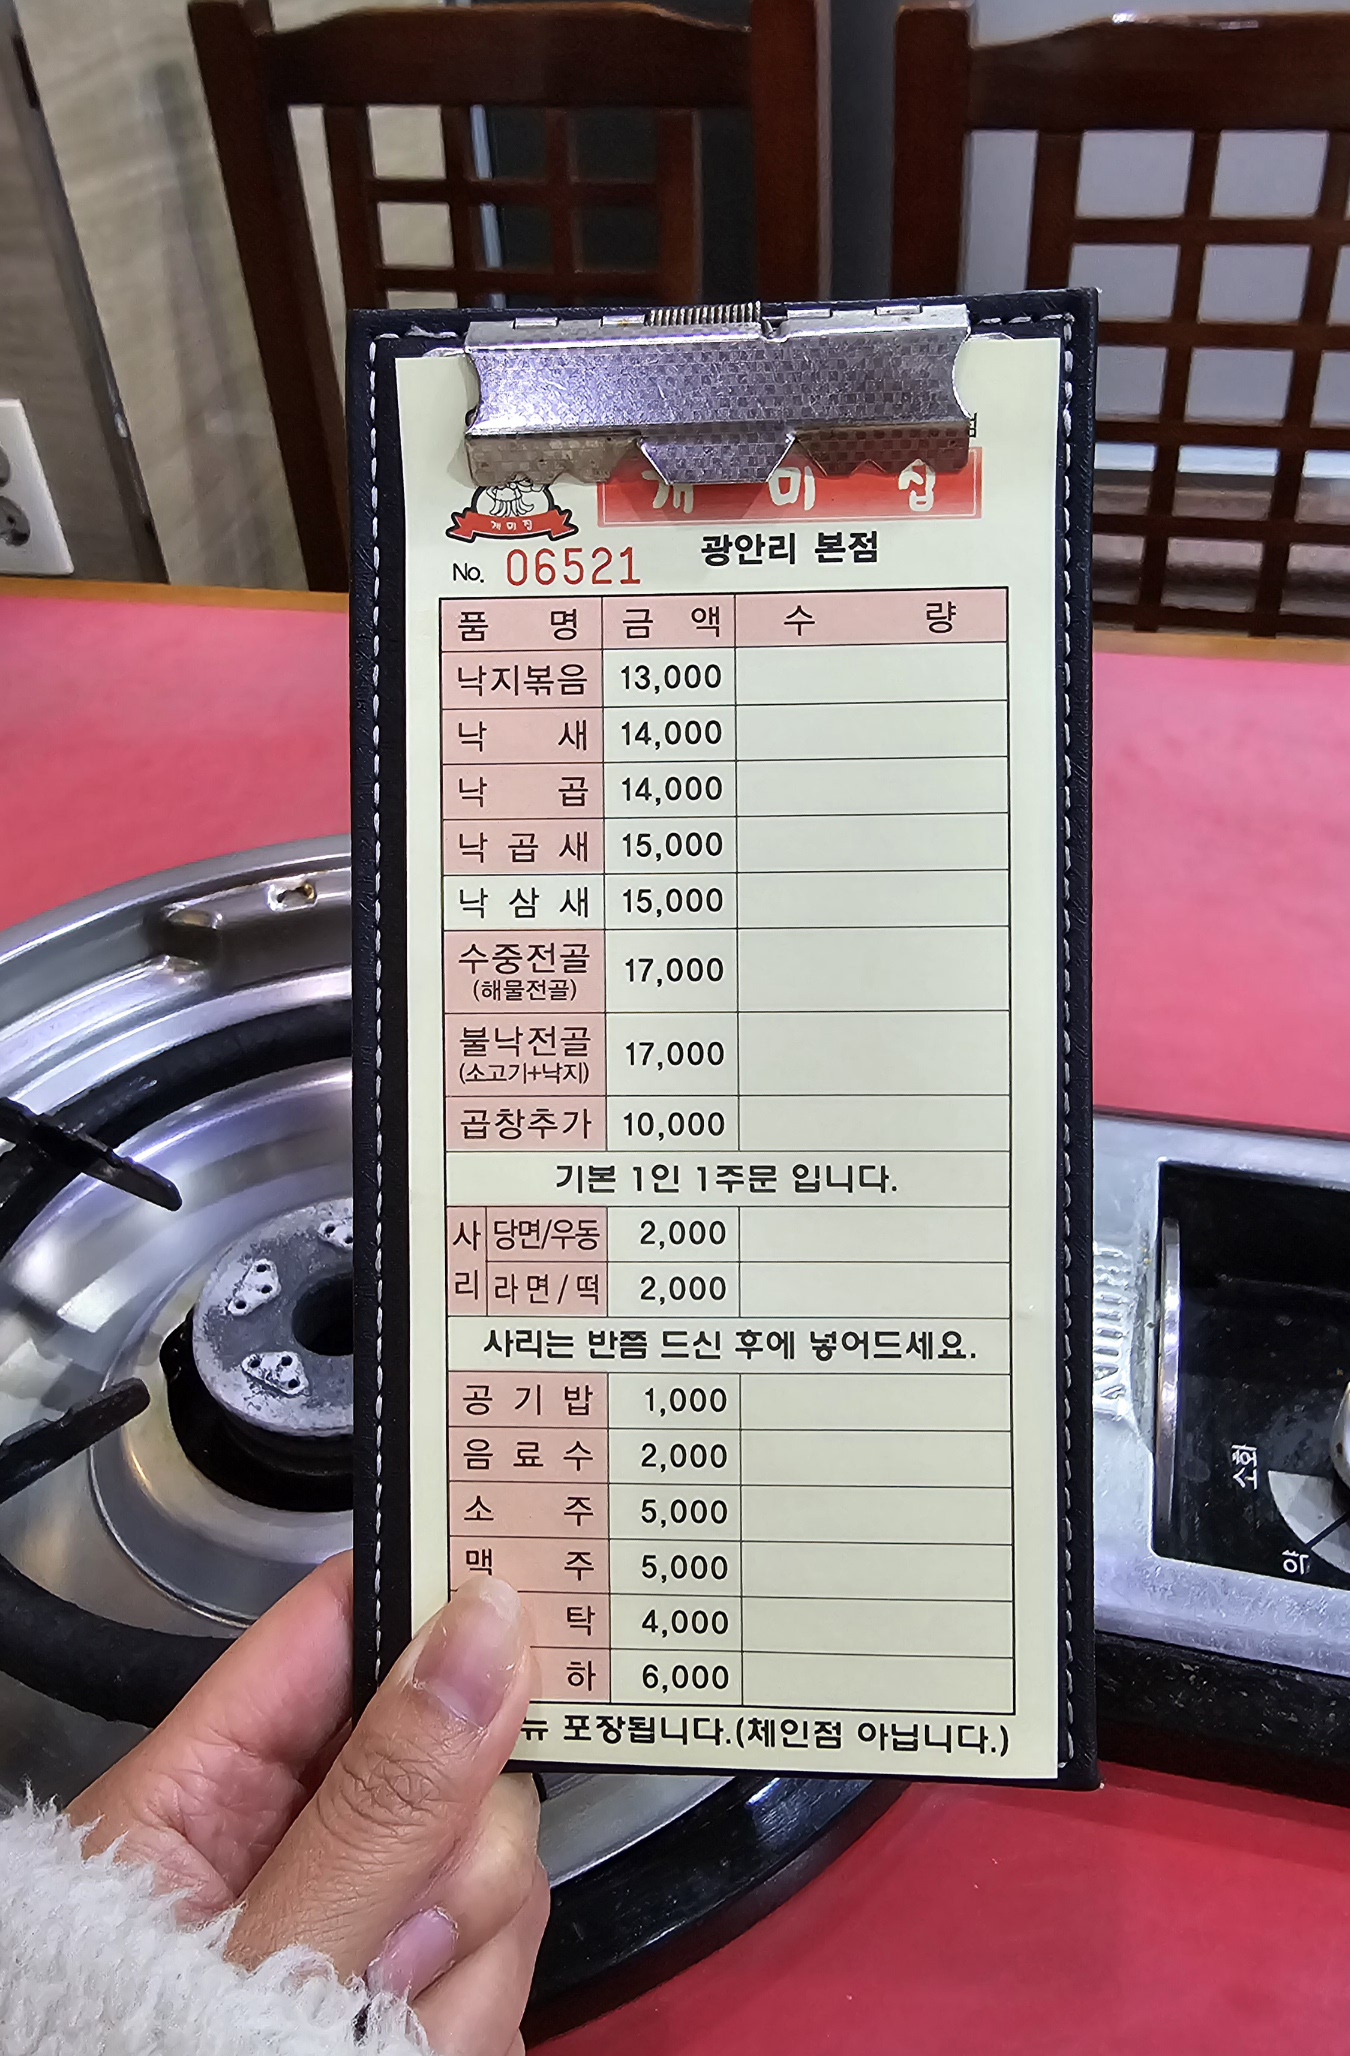 개미집
개 미 집
No. 06521
광안리 본점
품 명 금 액 수 량
낙지볶음 13,000
낙 새 14,000
낙 곱 14,000
낙 곱 새 15,000
낙 삼 새 15,000
수중전골 17,000
(해물전골)
불낙전골 17,000
(소고기+낙지)
곱창추가 10,000
기본 1인 1주문 입니다.
사리 당면/우동 2,000
라면/떡 2,000
사리는 반쯤 드신 후에 넣어드세요.
공 기 밥 1,000
음 료 수 2,000
소 주 5,000
맥 주 5,000
탁 4,000
하 6,000
뉴 포장됩니다.(체인점 아닙니다.)
소화
약